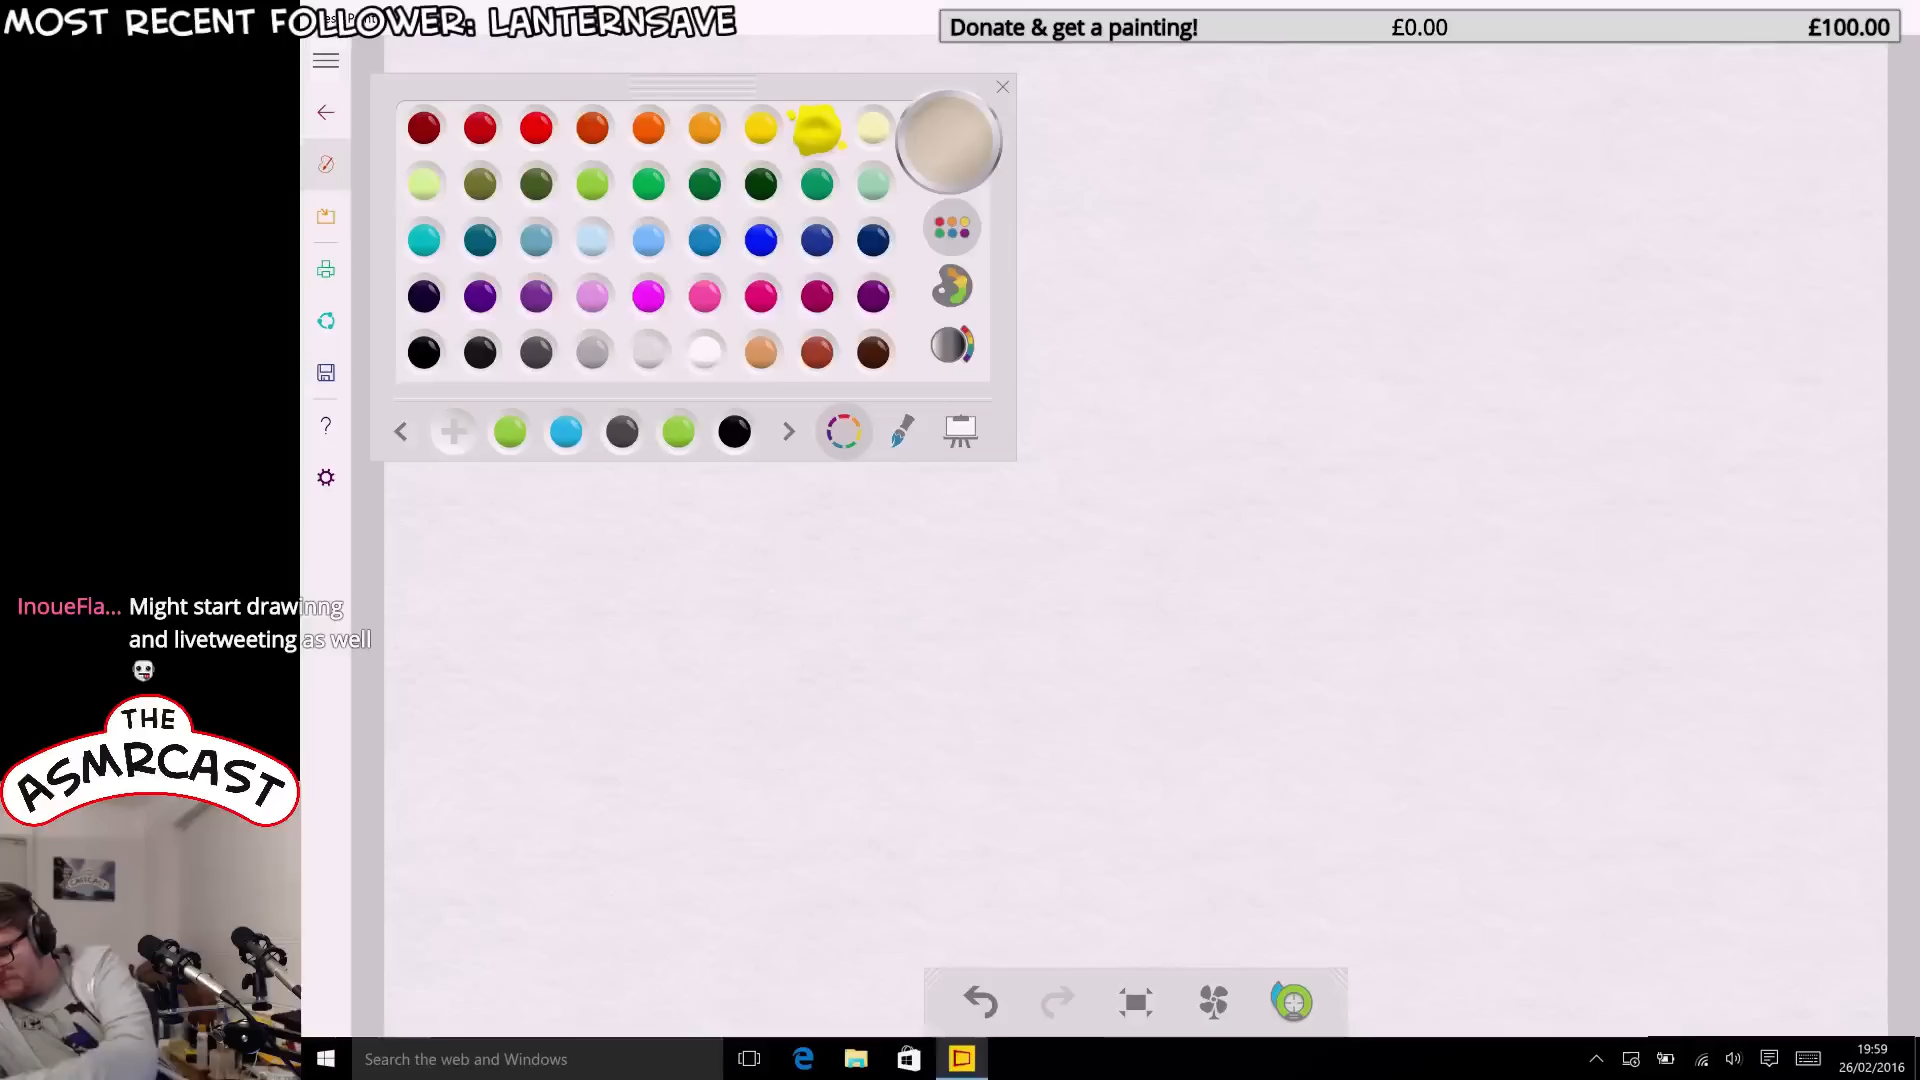 MOST RECENT FOLLOWER: LANTERNSAVE
Donate & get a painting! £0.00 £100.00
InoueFla... Might start drawinng
and livetweeting as well
THE
ASMRCAST
Search the web and Windows
19:59
26/02/2016